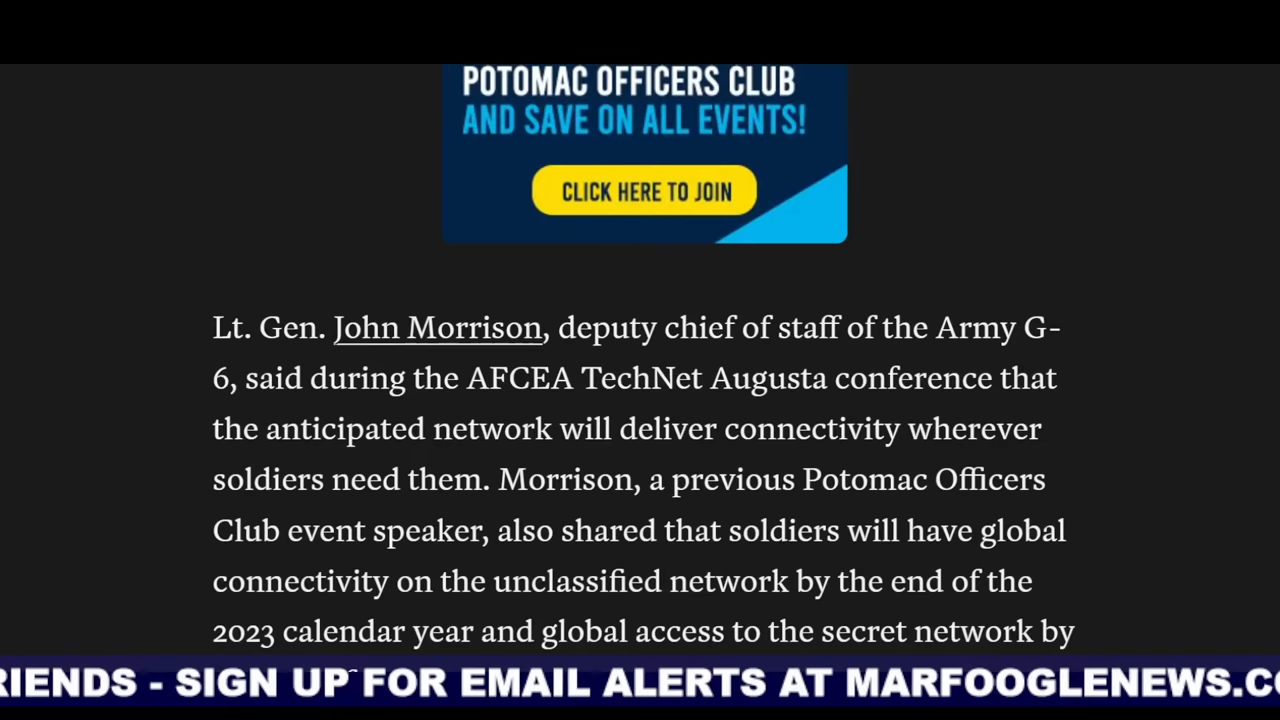 POTOMAC OFFICERS CLUB
AND SAVE ON ALL EVENTS!
CLICK HERE TO JOIN
Lt. Gen. John Morrison, deputy chief of staff of the Army G-
6, said during the AFCEA TechNet Augusta conference that
the anticipated network will deliver connectivity wherever
soldiers need them. Morrison, a previous Potomac Officers
Club event speaker, also shared that soldiers will have global
connectivity on the unclassified network by the end of the
2023 calendar year and global access to the secret network by
RIENDS - SIGN UP FOR EMAIL ALERTS AT MARFOOGLENEWS.C